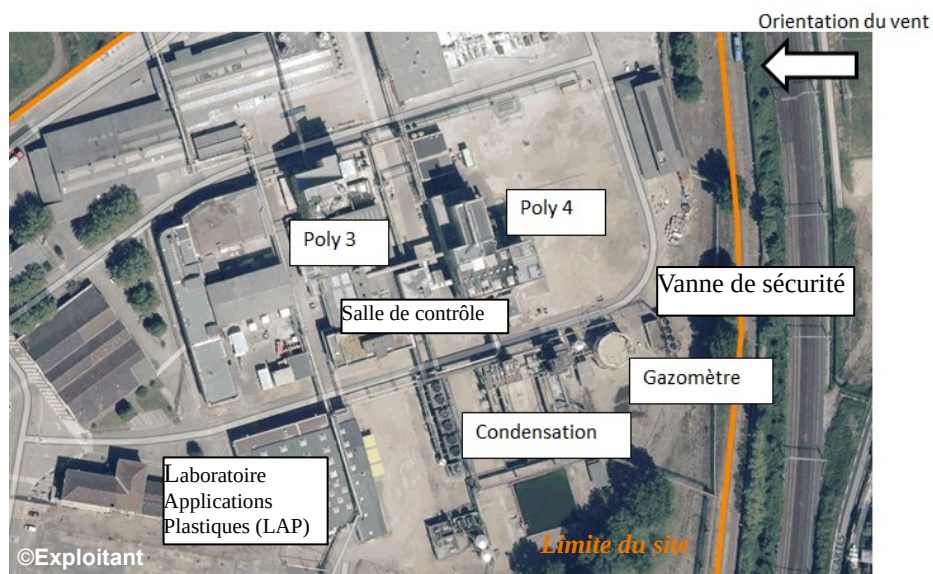 Orientation du vent
Poly 4
Poly 3
Vanne de sécurité
Salle de contrôle
Gazomètre
Condensation
Laboratoire
Applications
Plastiques (LAP)
Limite du site
©Exploitant